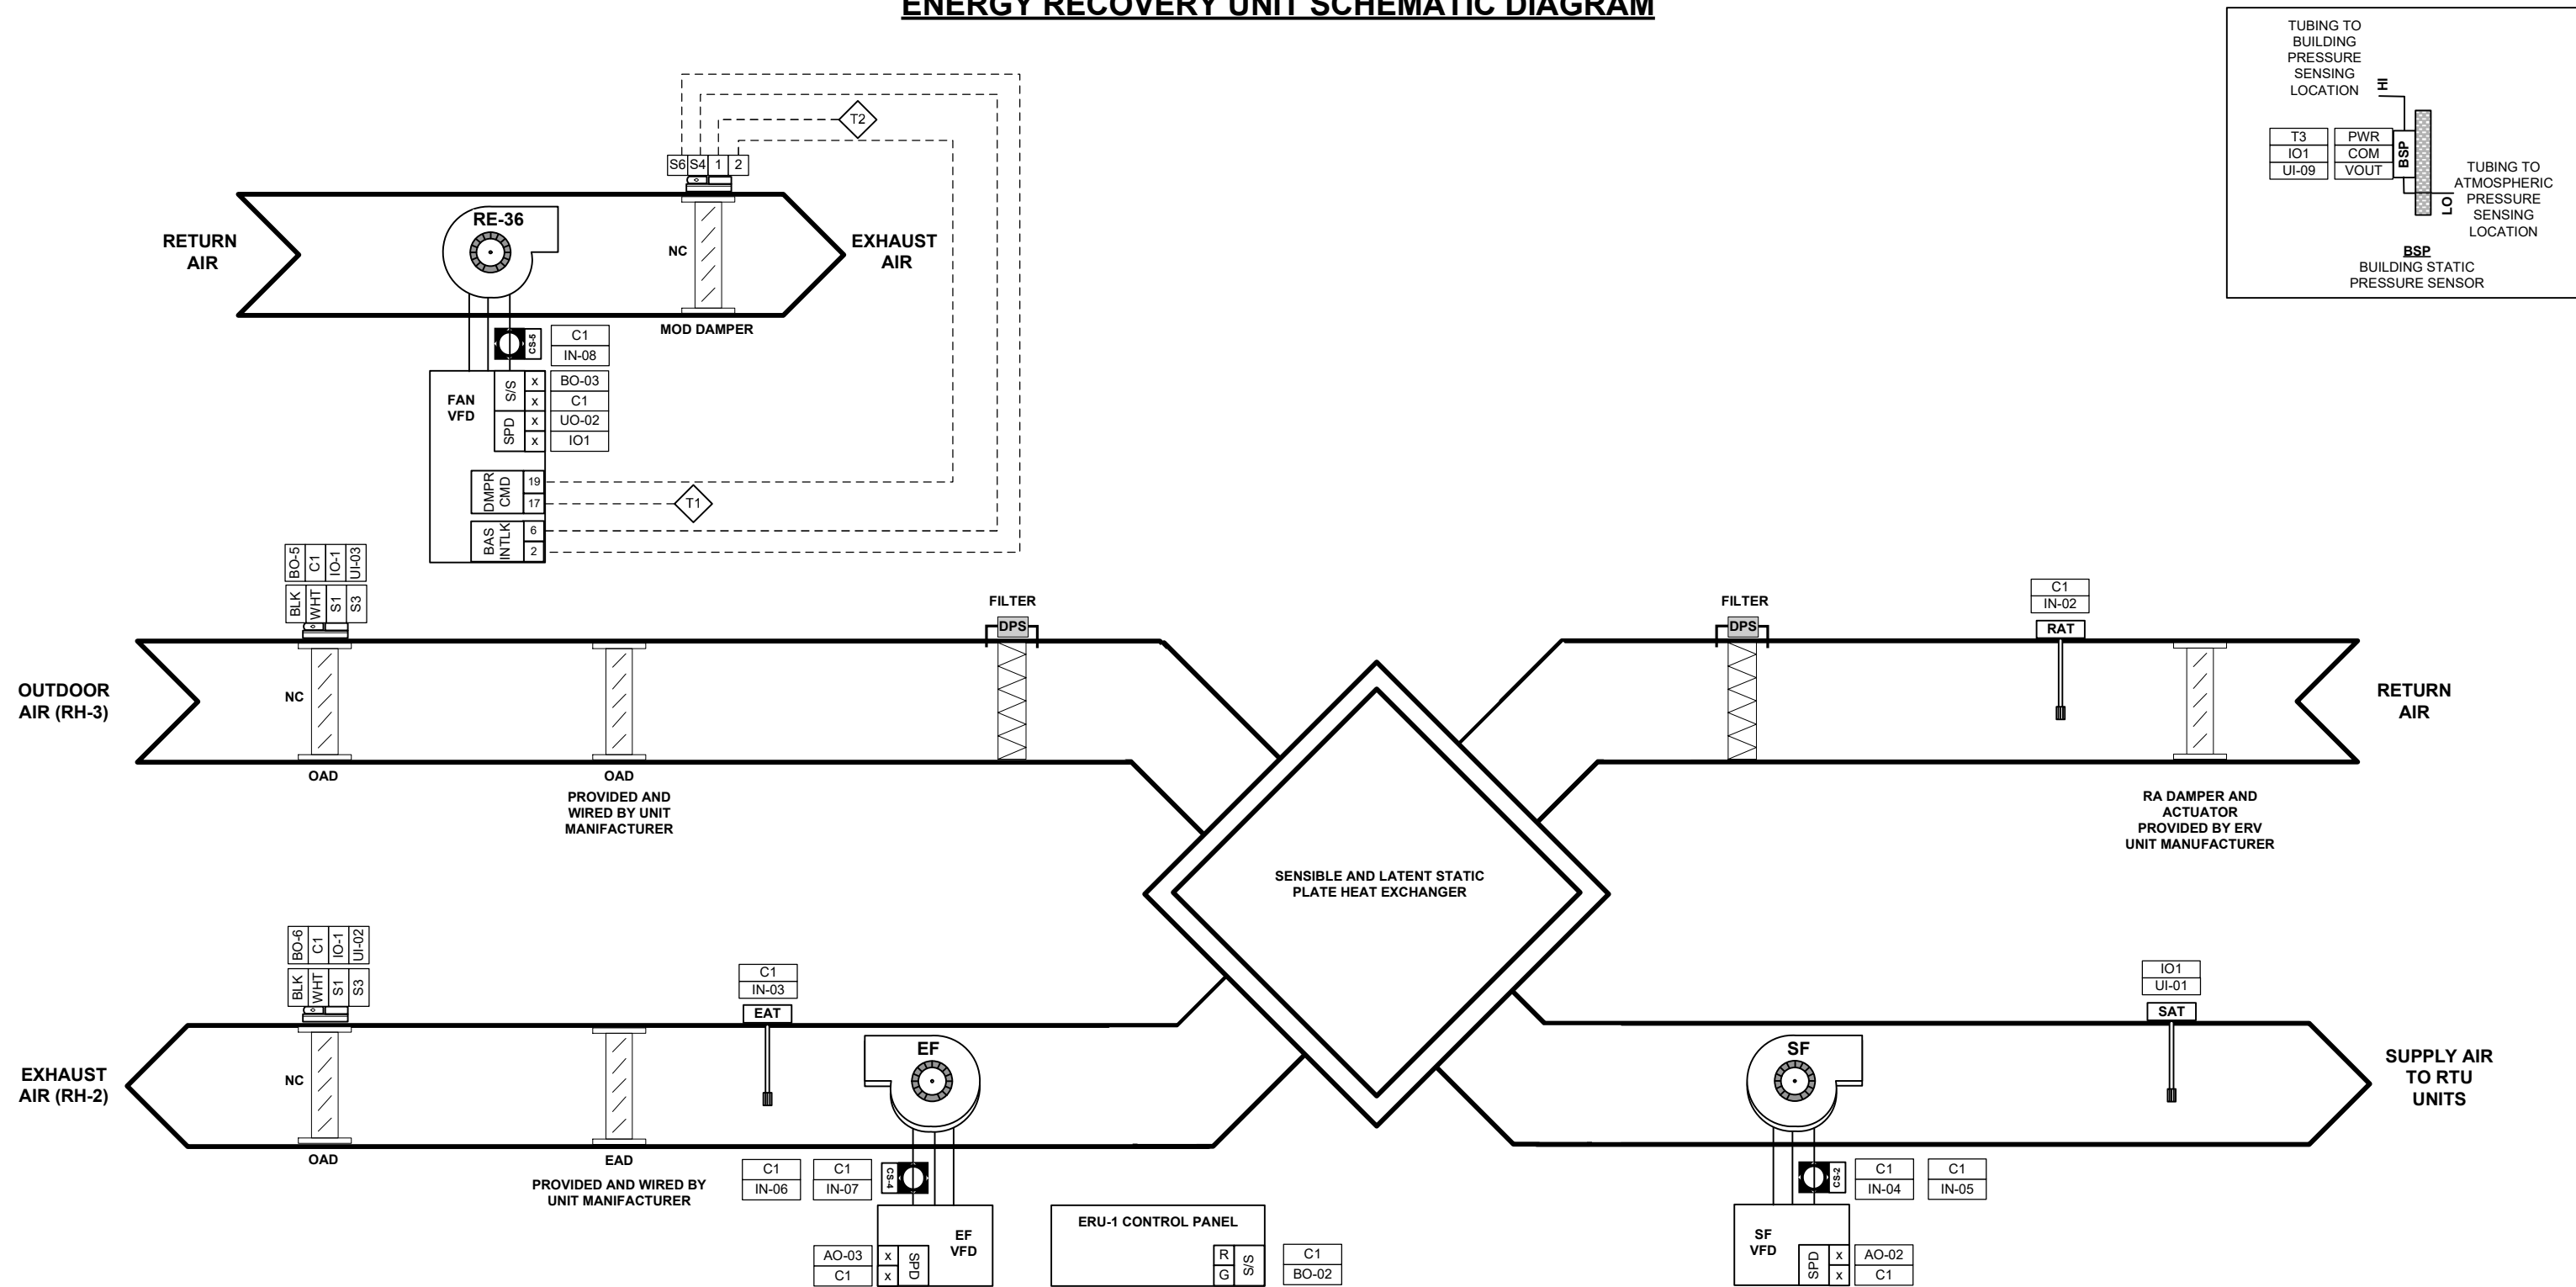 ENERGY RECOVERY UNIT SCHEMATIC DIAGRAM
TUBING TO
BUILDING
PRESSURE
SENSING
LOCATION
HI
T3
IO1
UI-09
PWR
COM
VOUT
BSP
LO
TUBING TO
ATMOSPHERIC
PRESSURE
SENSING
LOCATION
BSP
BUILDING STATIC
PRESSURE SENSOR
T2
S6 S4 1 2
RETURN
AIR
RE-36
NC
EXHAUST
AIR
MOD DAMPER
CS-5
C1
IN-08
FAN
VFD
S/S
x BO-03
x C1
SPD
x UO-02
x IO1
DMPR
CMD
19
17
T1
BAS
INTLK
6
2
BO-5 C1 IO-1 UI-03
BLK WHT S1 S3
OUTDOOR
AIR (RH-3)
NC
OAD
OAD
PROVIDED AND
WIRED BY UNIT
MANIFACTURER
FILTER
DPS
FILTER
DPS
C1
IN-02
RAT
RETURN
AIR
RA DAMPER AND
ACTUATOR
PROVIDED BY ERV
UNIT MANUFACTURER
SENSIBLE AND LATENT STATIC
PLATE HEAT EXCHANGER
BO-6 C1 IO-1 UI-02
BLK WHT S1 S3
EXHAUST
AIR (RH-2)
NC
OAD
EAD
PROVIDED AND WIRED BY
UNIT MANIFACTURER
C1
IN-03
EAT
EF
C1
IN-06
C1
IN-07
CS-4
EF
VFD
AO-03 x
C1 x
SPD
ERU-1 CONTROL PANEL
R
G
S/S
C1
BO-02
SF
IO1
UI-01
SAT
SUPPLY AIR
TO RTU
UNITS
CS-2
C1
IN-04
C1
IN-05
SF
VFD
SPD
x AO-02
x C1